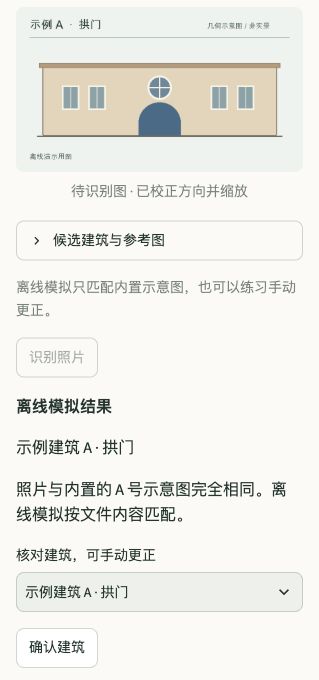 示例 A · 拱门
几何示意图 / 非实景
离线演示用图
待识别图 · 已校正方向并缩放
候选建筑与参考图
离线模拟只匹配内置示意图，也可以练习手动
更正。
识别照片
离线模拟结果
示例建筑 A · 拱门
照片与内置的 A 号示意图完全相同。离
线模拟按文件内容匹配。
核对建筑，可手动更正
示例建筑 A · 拱门
确认建筑